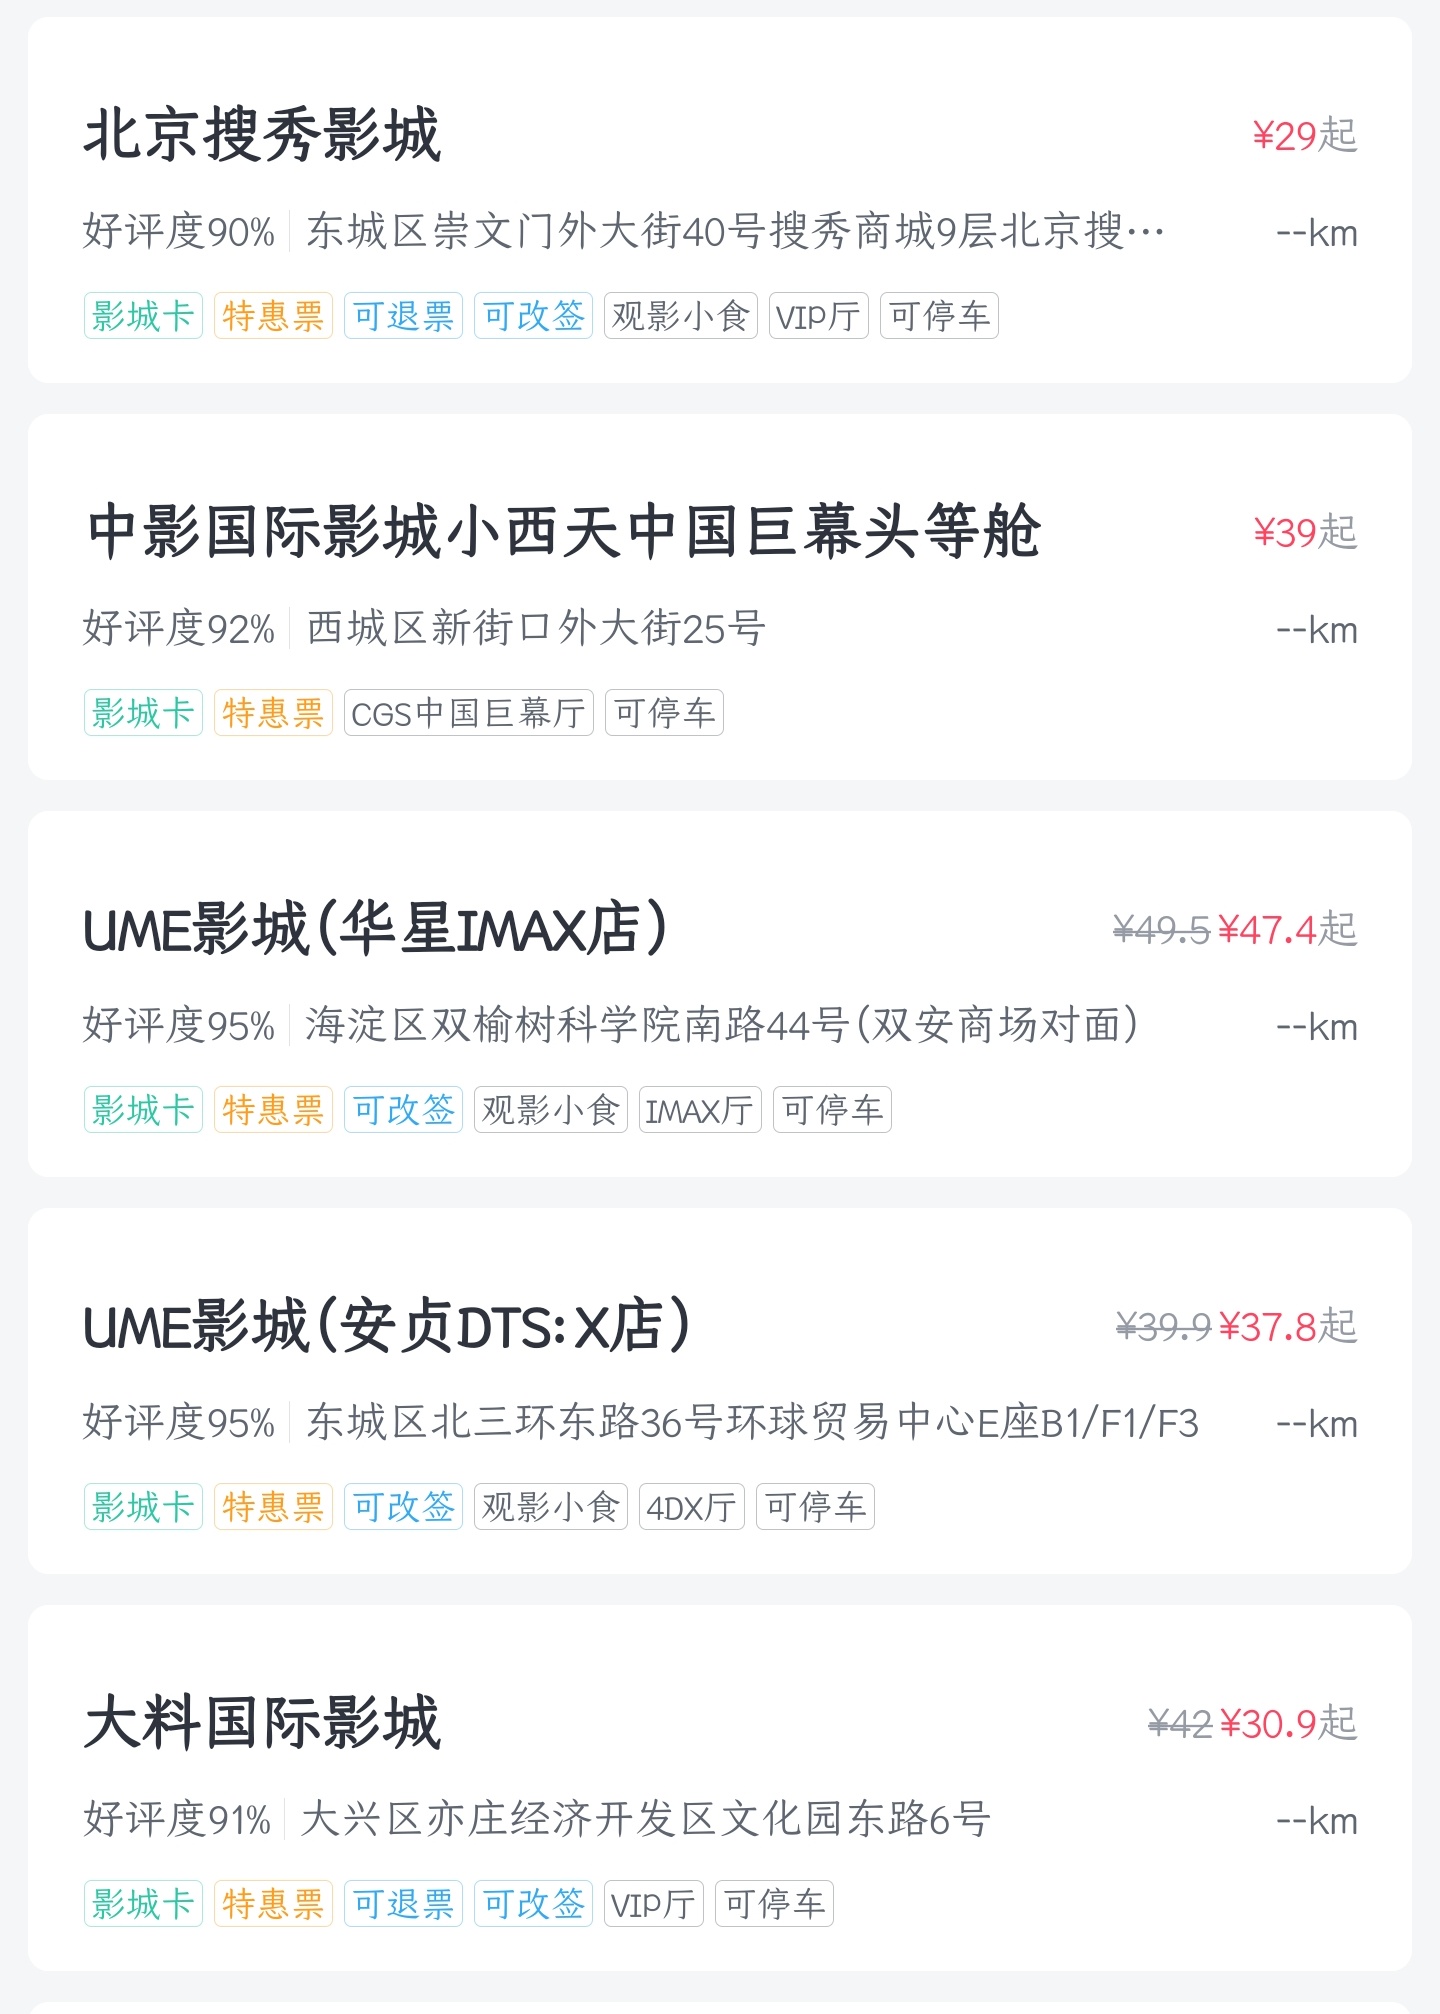 北京搜秀影城 ¥29起
好评度90% 东城区崇文门外大街40号搜秀商城9层北京搜… --km
影城卡 特惠票 可退票 可改签 观影小食 VIP厅 可停车
中影国际影城小西天中国巨幕头等舱 ¥39起
好评度92% 西城区新街口外大街25号 --km
影城卡 特惠票 CGS中国巨幕厅 可停车
UME影城(华星IMAX店) ¥49.5 ¥47.4起
好评度95% 海淀区双榆树科学院南路44号(双安商场对面) --km
影城卡 特惠票 可改签 观影小食 IMAX厅 可停车
UME影城(安贞DTS:X店) ¥39.9 ¥37.8起
好评度95% 东城区北三环东路36号环球贸易中心E座B1/F1/F3 --km
影城卡 特惠票 可改签 观影小食 4DX厅 可停车
大料国际影城 ¥42 ¥30.9起
好评度91% 大兴区亦庄经济开发区文化园东路6号 --km
影城卡 特惠票 可退票 可改签 VIP厅 可停车